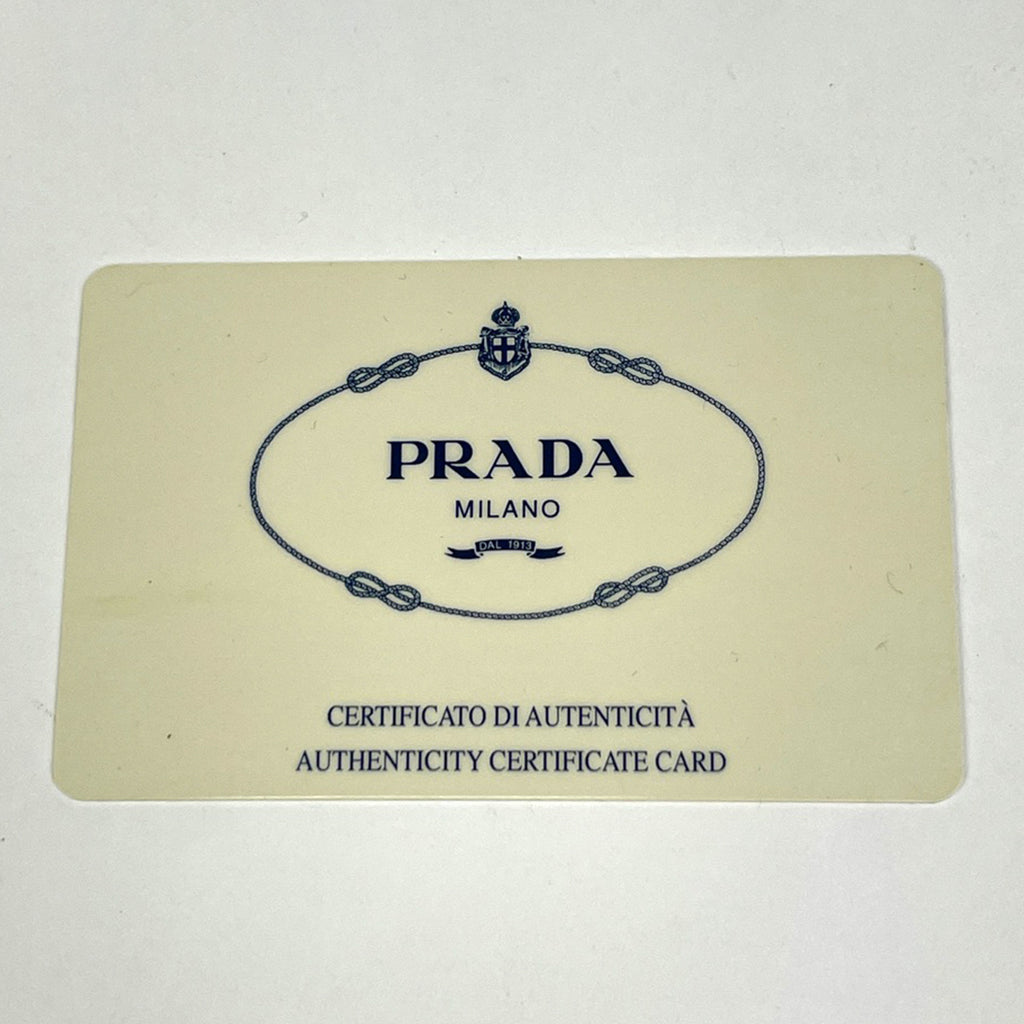 PRADA
MILANO
DAL 1913
CERTIFICATO DI AUTENTICITÀ
AUTHENTICITY CERTIFICATE CARD